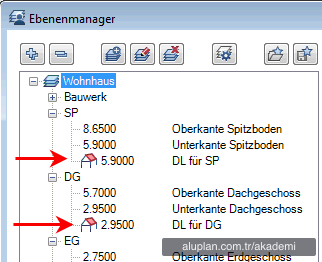 Ebenenmanager
Wohnhaus
Bauwerk
SP
8.6500 Oberkante Spitzboden
5.9000 Unterkante Spitzboden
5.9000 DL für SP
DG
5.7000 Oberkante Dachgeschoss
2.9500 Unterkante Dachgeschoss
2.9500 DL für DG
aluplan.com.tr/akademi
EG
2.7500 Oberkante Erdgeschoss